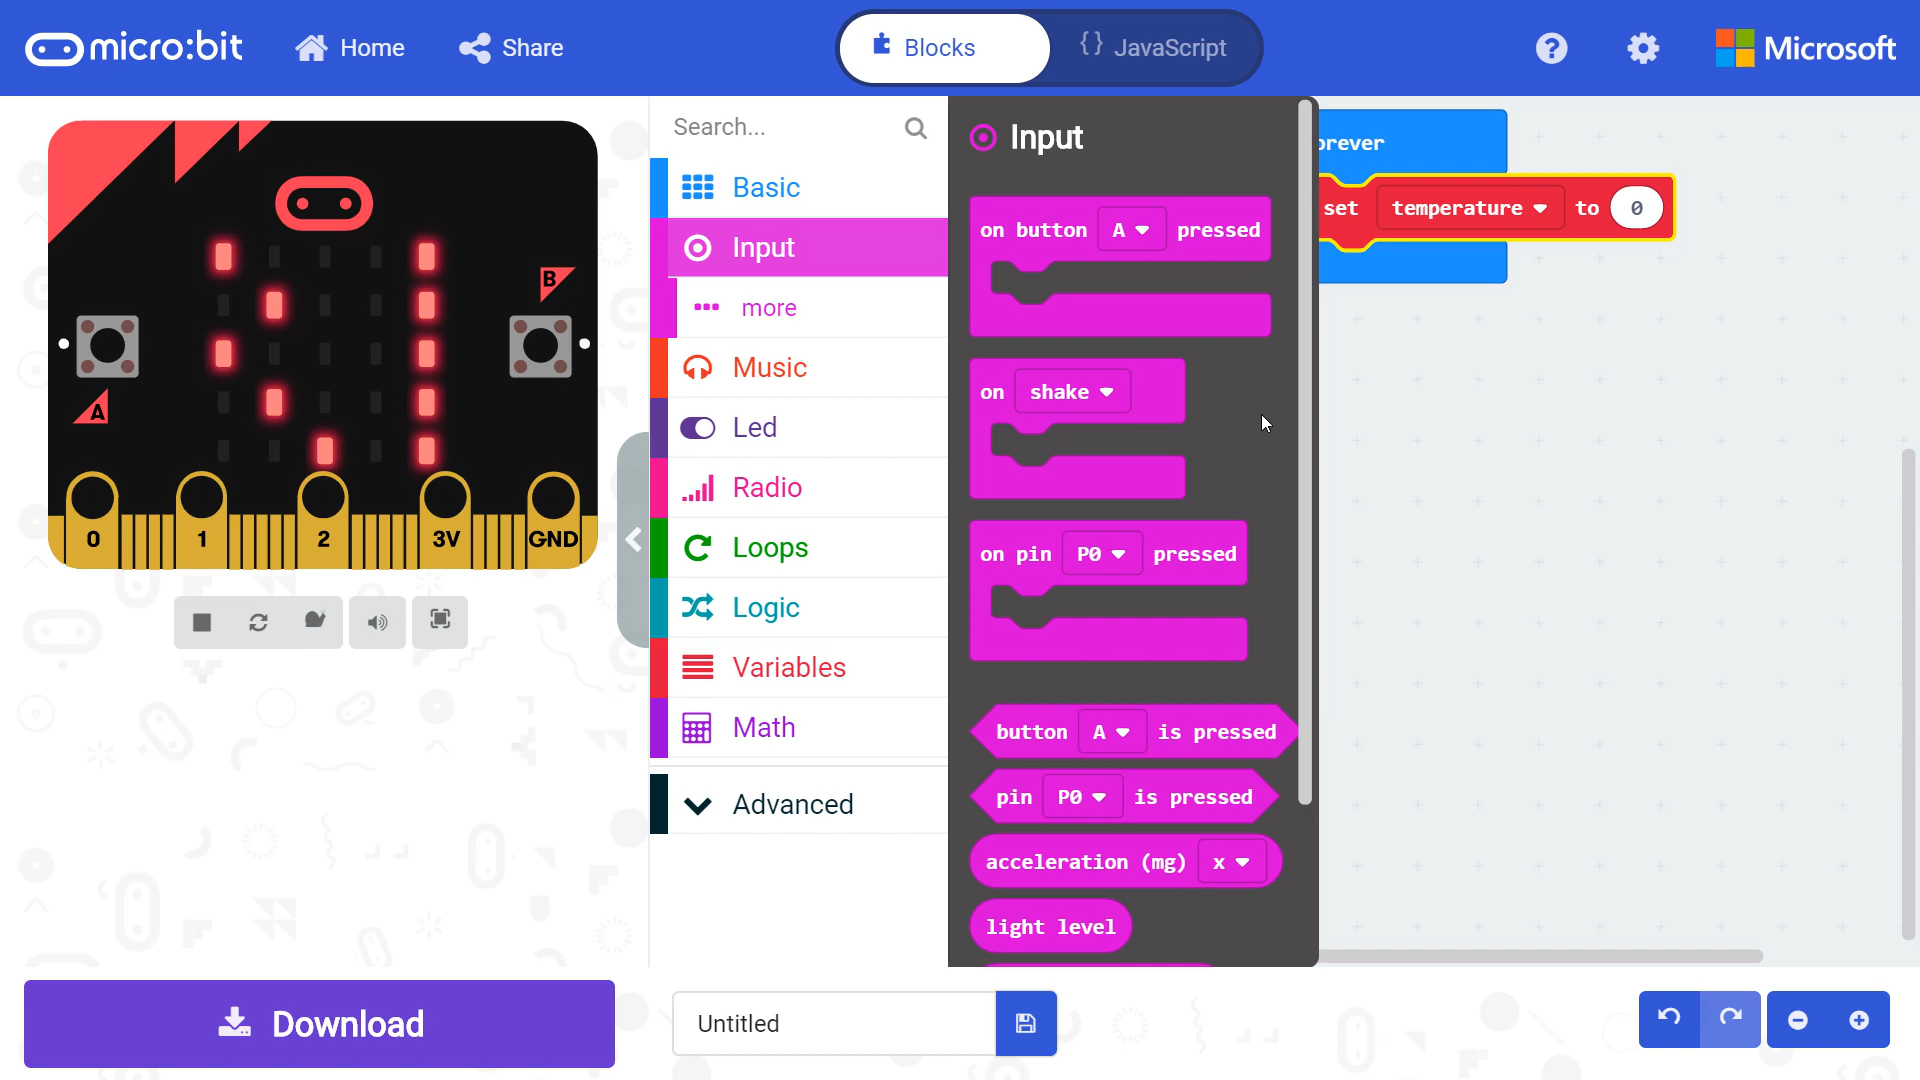 micro:bit
Home
Share
Blocks
{} JavaScript
?
Microsoft
B
A
0
1
2
3V
GND
Search...
Basic
Input
more
Music
Led
Radio
Loops
Logic
Variables
Math
Advanced
Input
on button A pressed
on shake
on pin P0 pressed
button A is pressed
pin P0 is pressed
acceleration (mg) x
light level
orever
set temperature to 0
Download
Untitled